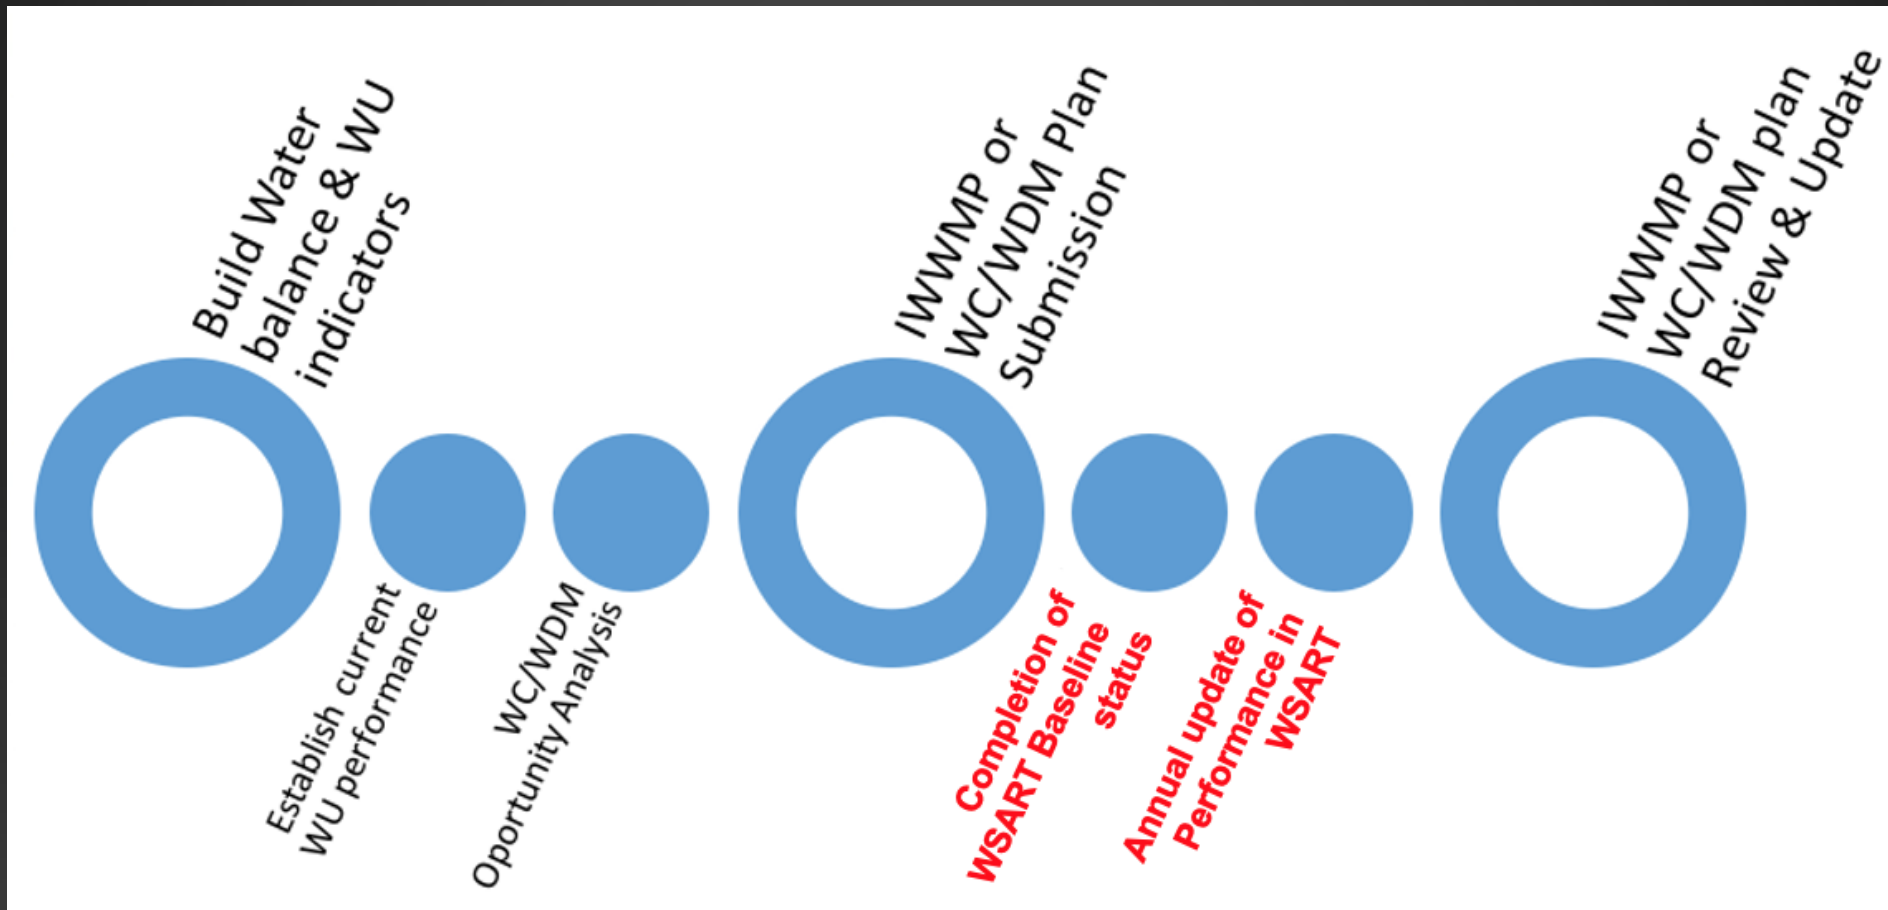 Build Water
balance & WU
indicators
Establish current
WU performance
WC/WDM
Oportunity Analysis
IWWMP or
WC/WDM Plan
Submission
Completion of
WSART Baseline
status
Annual update of
Performance in
WSART
IWWMP or
WC/WDM plan
Review & Update